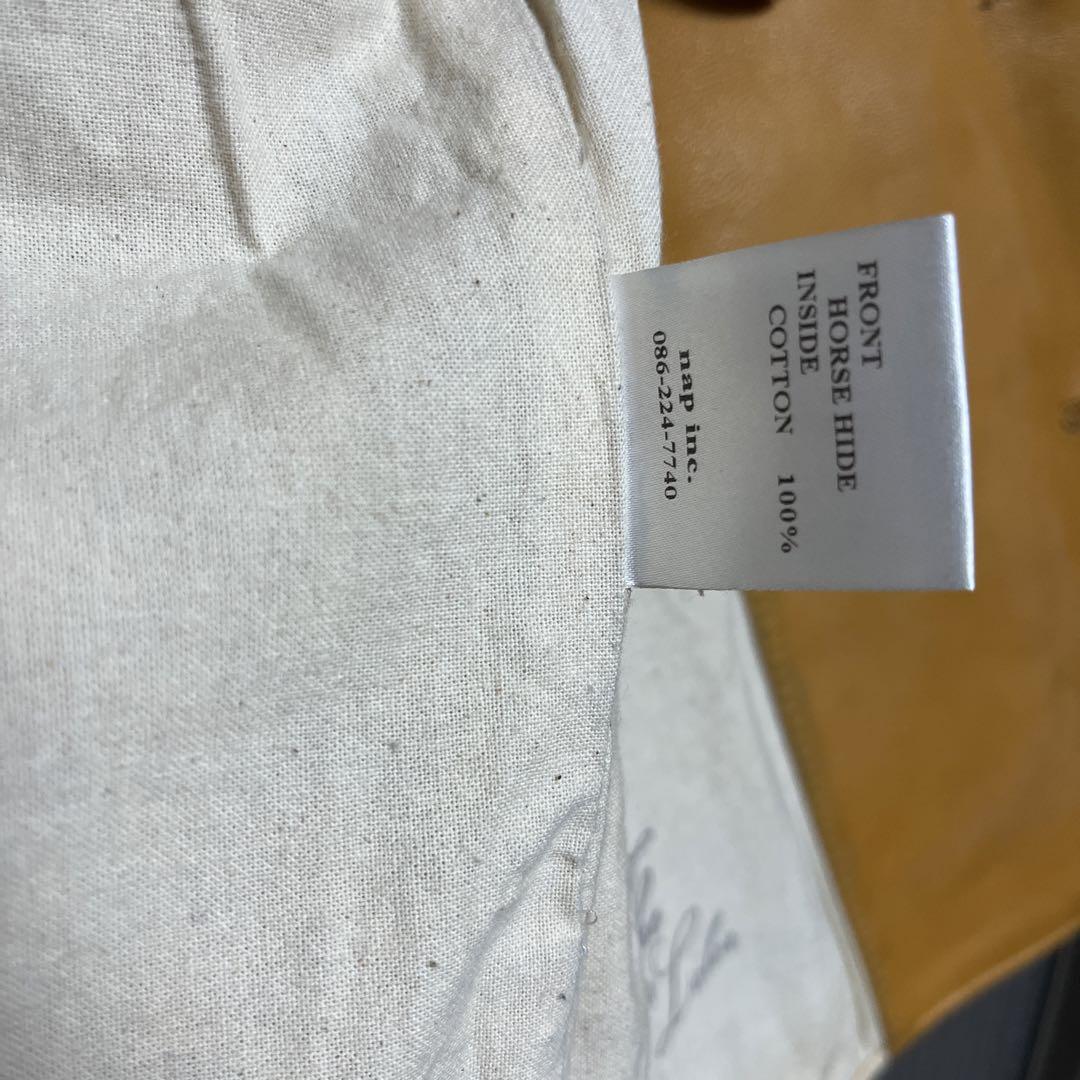 FRONT
HORSE HIDE
INSIDE
COTTON 100%
nap inc.
086-224-7740